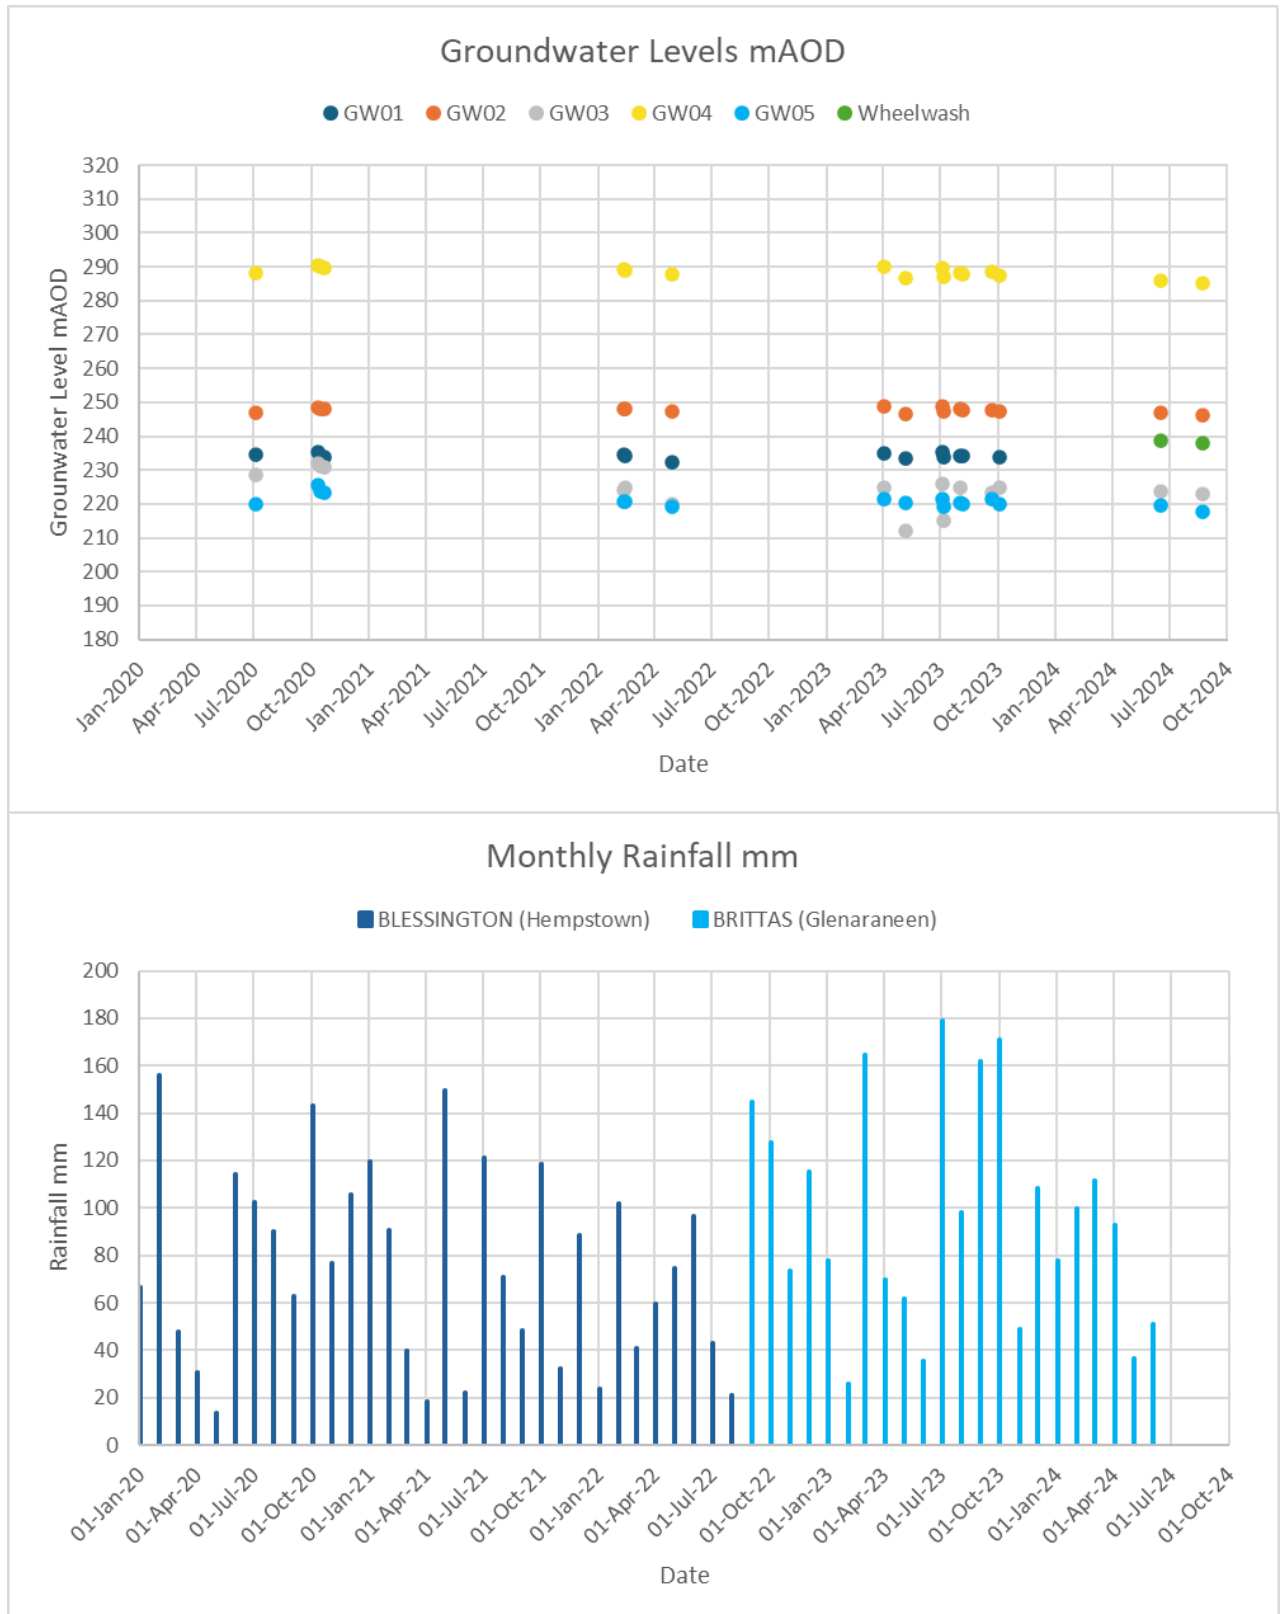 Groundwater Levels mAOD
GW01 GW02 GW03 GW04 GW05 Wheelwash
320
310
300
290
280
270
260
250
240
230
220
210
200
190
180
Grounwater Level mAOD
Jan-2020 Apr-2020 Jul-2020 Oct-2020 Jan-2021 Apr-2021 Jul-2021 Oct-2021 Jan-2022 Apr-2022 Jul-2022 Oct-2022 Jan-2023 Apr-2023 Jul-2023 Oct-2023 Jan-2024 Apr-2024 Jul-2024 Oct-2024
Date
Monthly Rainfall mm
BLESSINGTON (Hempstown) BRITTAS (Glenaraneen)
200
180
160
140
120
100
80
60
40
20
0
Rainfall mm
01-Jan-20 01-Apr-20 01-Jul-20 01-Oct-20 01-Jan-21 01-Apr-21 01-Jul-21 01-Oct-21 01-Jan-22 01-Apr-22 01-Jul-22 01-Oct-22 01-Jan-23 01-Apr-23 01-Jul-23 01-Oct-23 01-Jan-24 01-Apr-24 01-Jul-24 01-Oct-24
Date